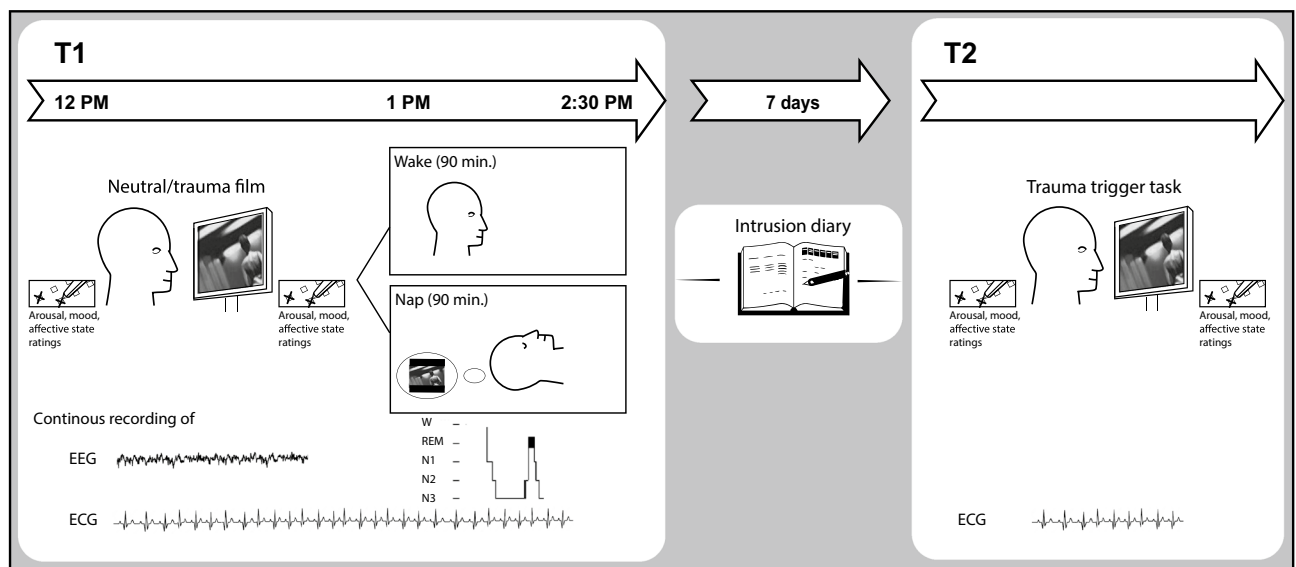 T1
12 PM
1 PM
2:30 PM
7 days
T2
Neutral/trauma film
Arousal, mood,
affective state
ratings
Arousal, mood,
affective state
ratings
Wake (90 min.)
Nap (90 min.)
Continous recording of
EEG
ECG
W
REM
N1
N2
N3
Intrusion diary
Trauma trigger task
Arousal, mood,
affective state
ratings
Arousal, mood,
affective state
ratings
ECG